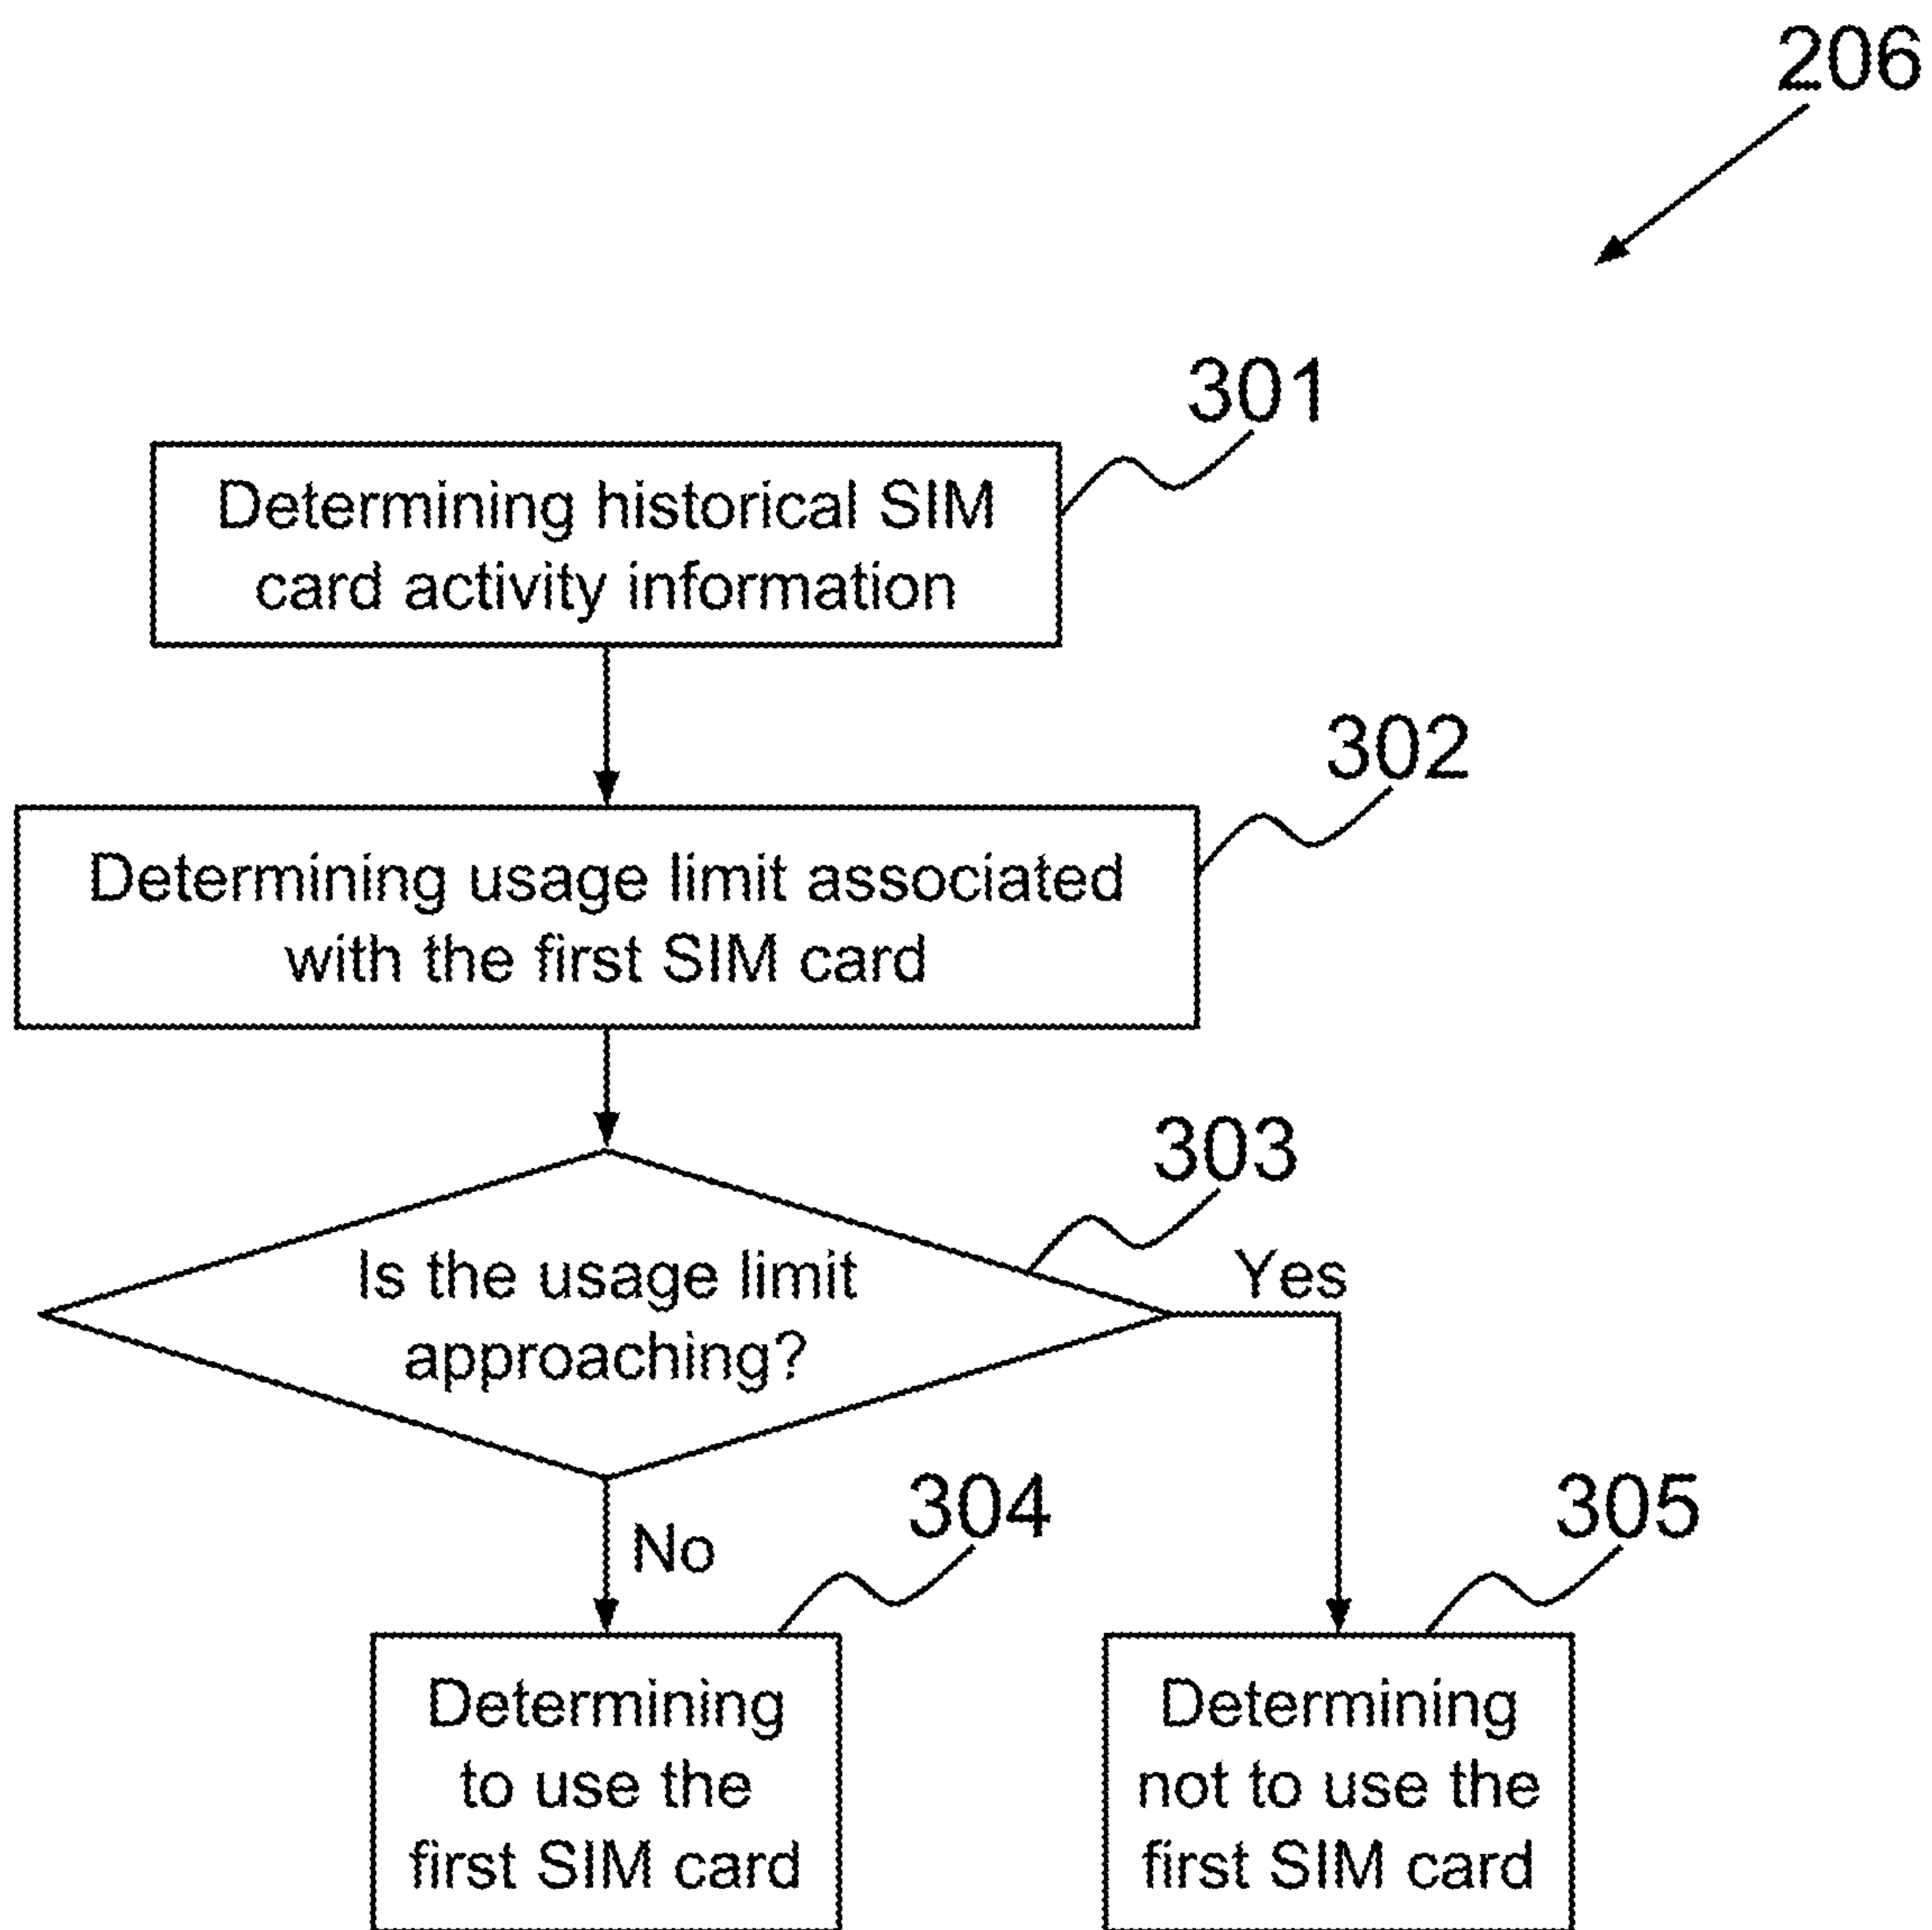 206
301
Determining historical SIM
card activity information
302
Determining usage limit associated
with the first SIM card
303
Is the usage limit
approaching?
Yes
No
304
305
Determining
to use the
first SIM card
Determining
not to use the
first SIM card